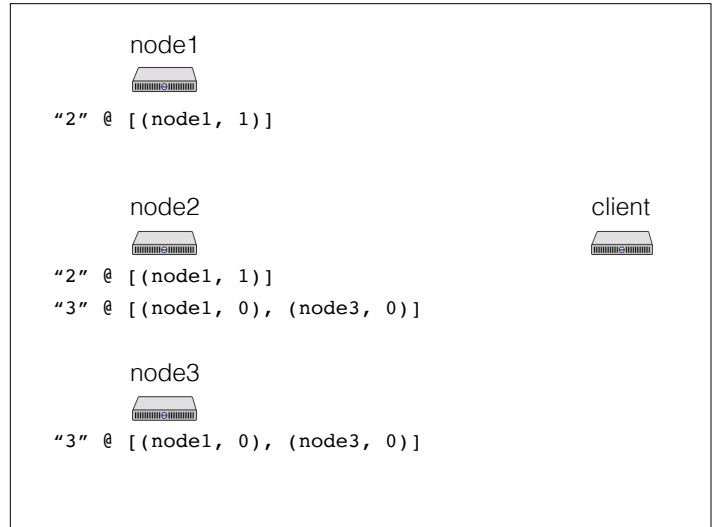 node1
“2” @ [(node1, 1)]
node2
client
“2” @ [(node1, 1)]
“3” @ [(node1, 0), (node3, 0)]
node3
“3” @ [(node1, 0), (node3, 0)]